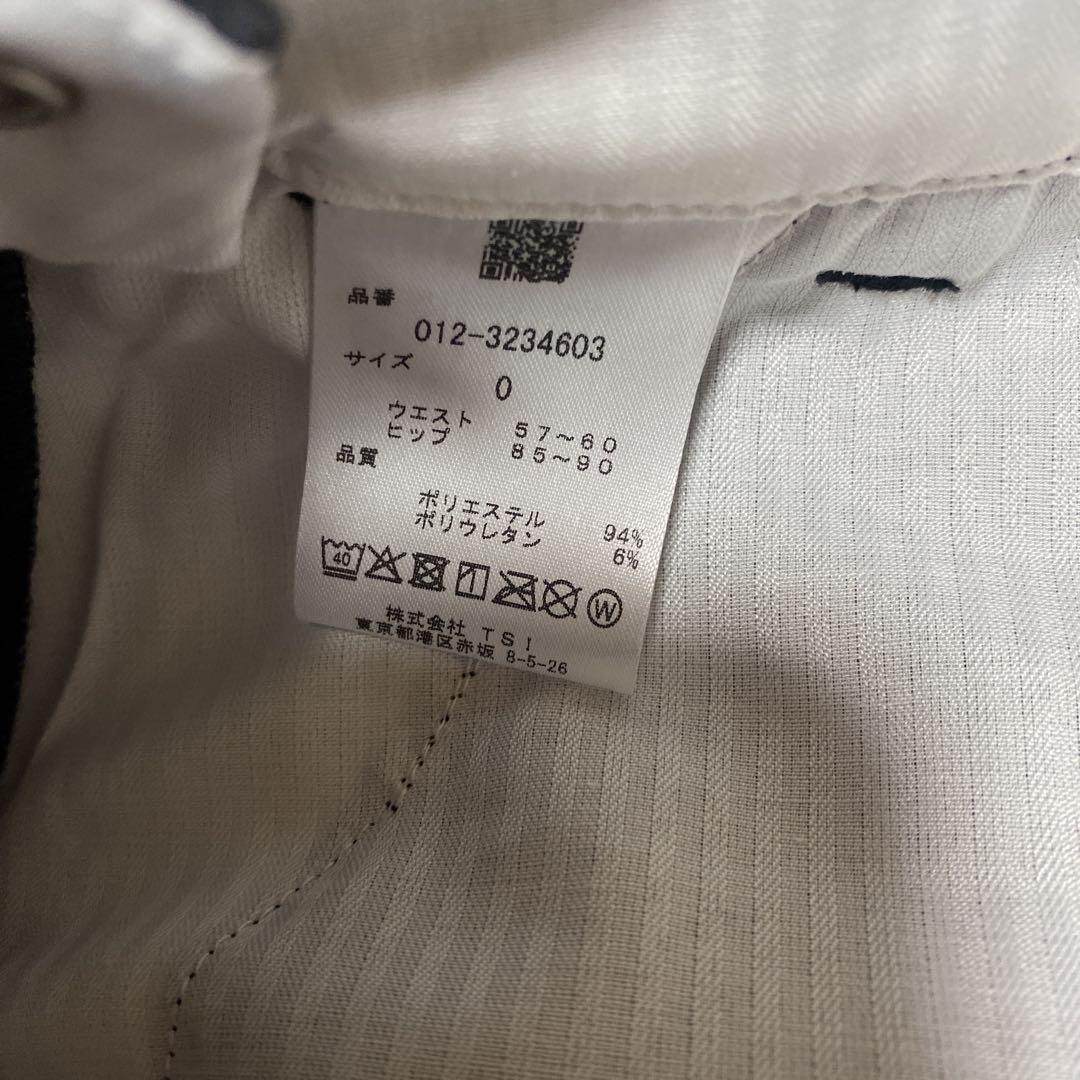 品番
012-3234603
サイズ
0
ウエスト 57~60
ヒップ 85~90
品質
ポリエステル 94%
ポリウレタン 6%
40 W
株式会社 TSI
東京都港区赤坂 8-5-26